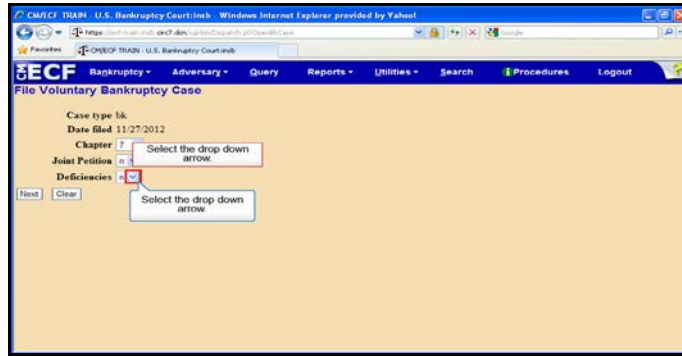 CM/ECF TRAIN - U.S. Bankruptcy Court:insb - Windows Internet Explorer provided by Yahoo!
Google
Favorites CM/ECF TRAIN - U.S. Bankruptcy Court:insb
ECF Bankruptcy Adversary Query Reports Utilities Search Procedures Logout ?
File Voluntary Bankruptcy Case
Case type bk
Date filed 11/27/2012
Chapter 7
Select the drop down
arrow.
Joint Petition n
Deficiencies n
Next Clear
Select the drop down
arrow.